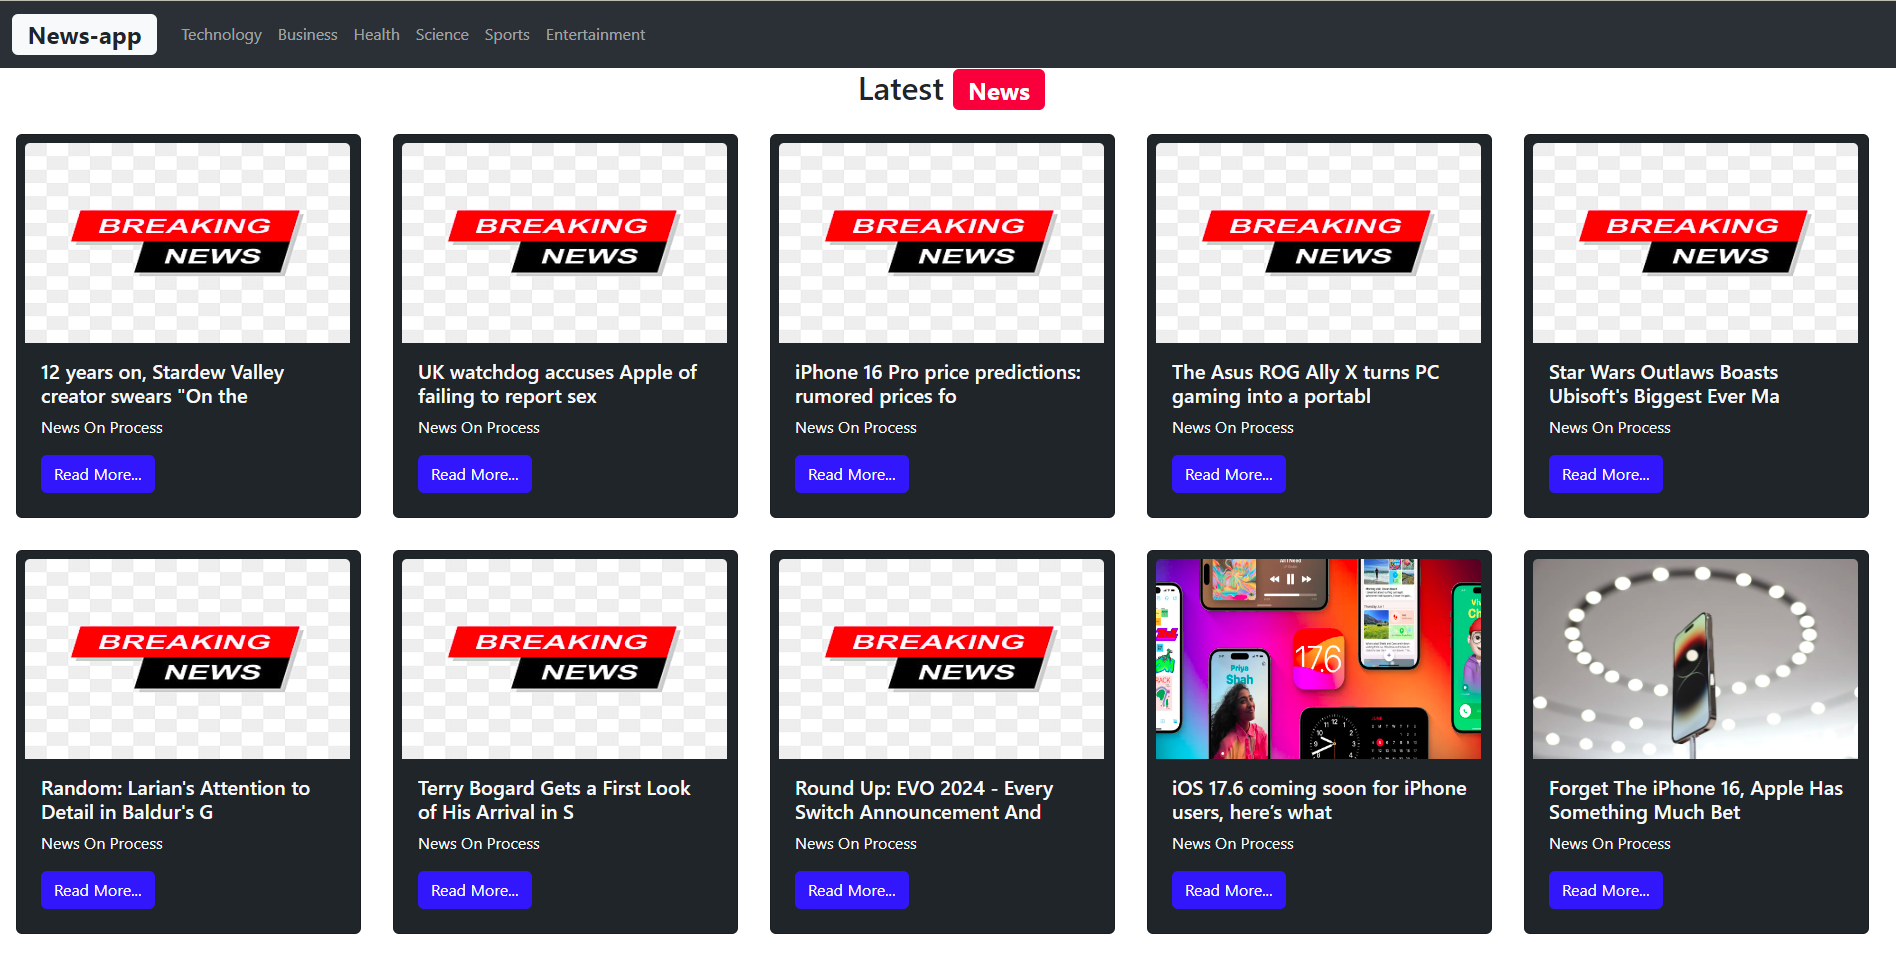 News-app Technology Business Health Science Sports Entertainment
Latest News
BREAKING
NEWS
12 years on, Stardew Valley
creator swears "On the
News On Process
Read More...
BREAKING
NEWS
UK watchdog accuses Apple of
failing to report sex
News On Process
Read More...
BREAKING
NEWS
iPhone 16 Pro price predictions:
rumored prices fo
News On Process
Read More...
BREAKING
NEWS
The Asus ROG Ally X turns PC
gaming into a portabl
News On Process
Read More...
BREAKING
NEWS
Star Wars Outlaws Boasts
Ubisoft's Biggest Ever Ma
News On Process
Read More...
BREAKING
NEWS
Random: Larian's Attention to
Detail in Baldur's G
News On Process
Read More...
BREAKING
NEWS
Terry Bogard Gets a First Look
of His Arrival in S
News On Process
Read More...
BREAKING
NEWS
Round Up: EVO 2024 - Every
Switch Announcement And
News On Process
Read More...
17.6
Priya
Shah
iOS 17.6 coming soon for iPhone
users, here’s what
News On Process
Read More...
Forget The iPhone 16, Apple Has
Something Much Bet
News On Process
Read More...